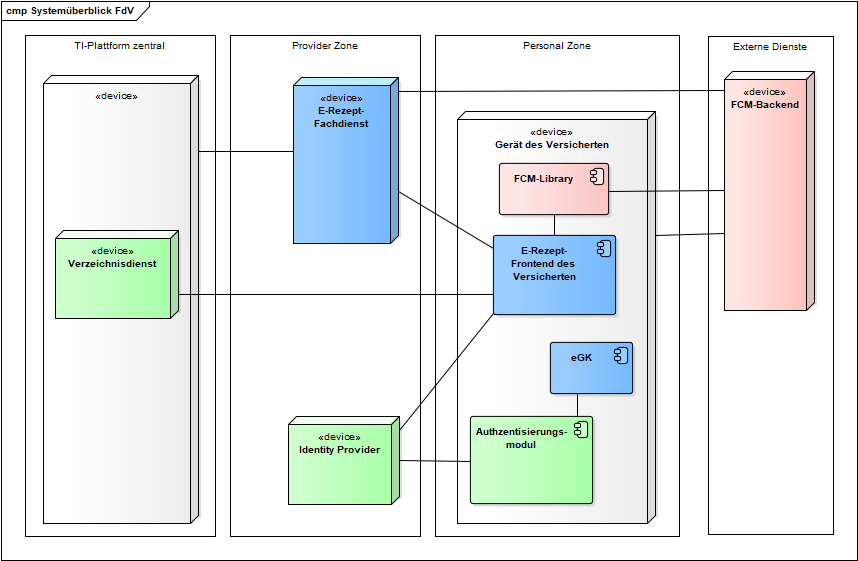 cmp Systemüberblick FdV
TI-Plattform zentral
«device»
«device»
Verzeichnisdienst
Provider Zone
«device»
E-Rezept-
Fachdienst
«device»
Identity Provider
Personal Zone
«device»
Gerät des Versicherten
FCM-Library
E-Rezept-
Frontend des
Versicherten
eGK
Authzentisierungs-
modul
Externe Dienste
«device»
FCM-Backend